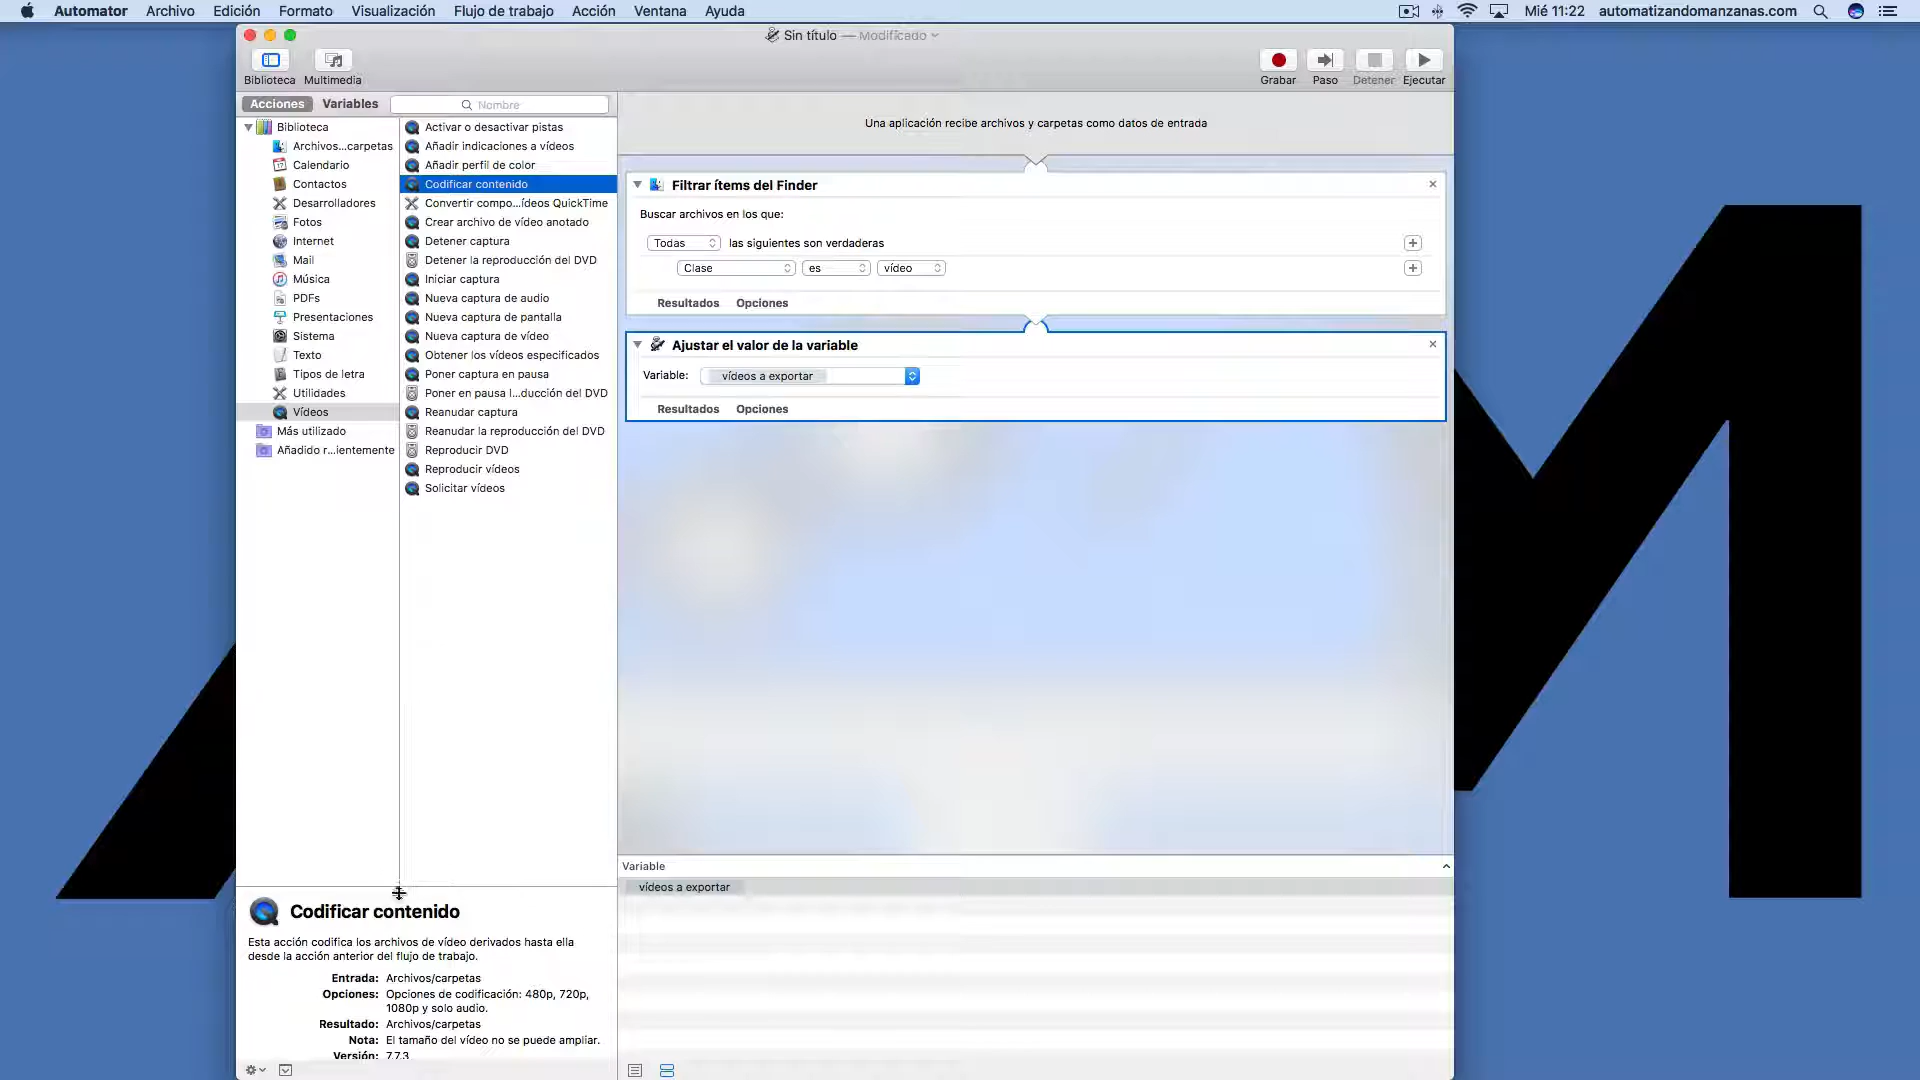 Automator Archivo Edición Formato Visualización Flujo de trabajo Acción Ventana Ayuda Mié 11:22 automatizandomanzanas.com
Sin título — Modificado
Biblioteca Multimedia Grabar Paso Detener Ejecutar
Acciones Variables Nombre
Biblioteca
Archivos...carpetas
Calendario
Contactos
Desarrolladores
Fotos
Internet
Mail
Música
PDFs
Presentaciones
Sistema
Texto
Tipos de letra
Utilidades
Vídeos
Más utilizado
Añadido r...ientemente
Activar o desactivar pistas
Añadir indicaciones a vídeos
Añadir perfil de color
Codificar contenido
Convertir compo...ídeos QuickTime
Crear archivo de vídeo anotado
Detener captura
Detener la reproducción del DVD
Iniciar captura
Nueva captura de audio
Nueva captura de pantalla
Nueva captura de vídeo
Obtener los vídeos especificados
Poner captura en pausa
Poner en pausa l...ducción del DVD
Reanudar captura
Reanudar la reproducción del DVD
Reproducir DVD
Reproducir vídeos
Solicitar vídeos
Una aplicación recibe archivos y carpetas como datos de entrada
Filtrar ítems del Finder
Buscar archivos en los que:
Todas las siguientes son verdaderas
Clase es vídeo
Resultados Opciones
Ajustar el valor de la variable
Variable: vídeos a exportar
Resultados Opciones
Variable
vídeos a exportar
Codificar contenido
Esta acción codifica los archivos de vídeo derivados hasta ella
desde la acción anterior del flujo de trabajo.
Entrada: Archivos/carpetas
Opciones: Opciones de codificación: 480p, 720p,
1080p y solo audio.
Resultado: Archivos/carpetas
Nota: El tamaño del vídeo no se puede ampliar.
Versión: 7.7.3